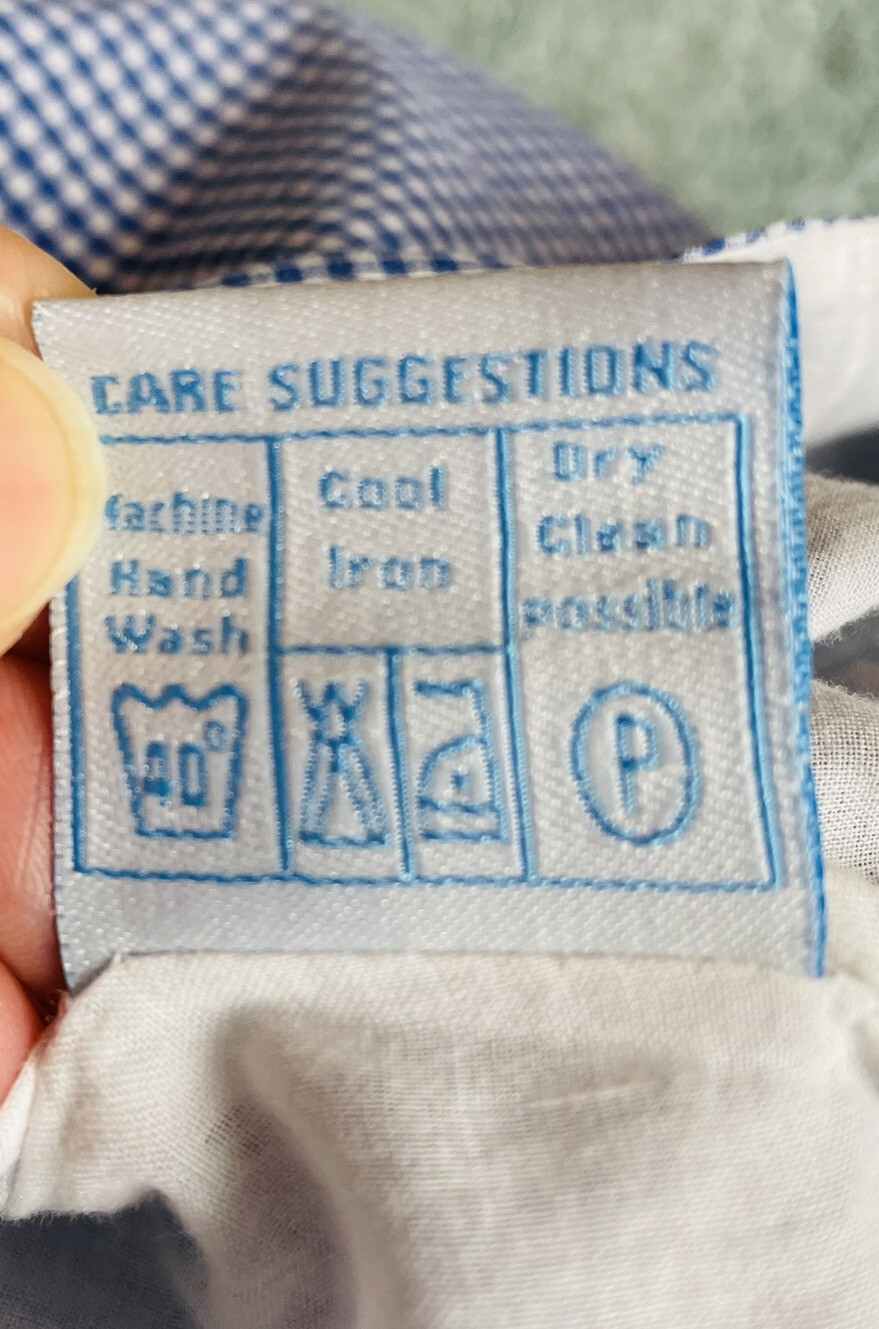 CARE SUGGESTIONS
Machine
Hand
Wash
40°
Cool
Iron
Dry
Clean
possible
P